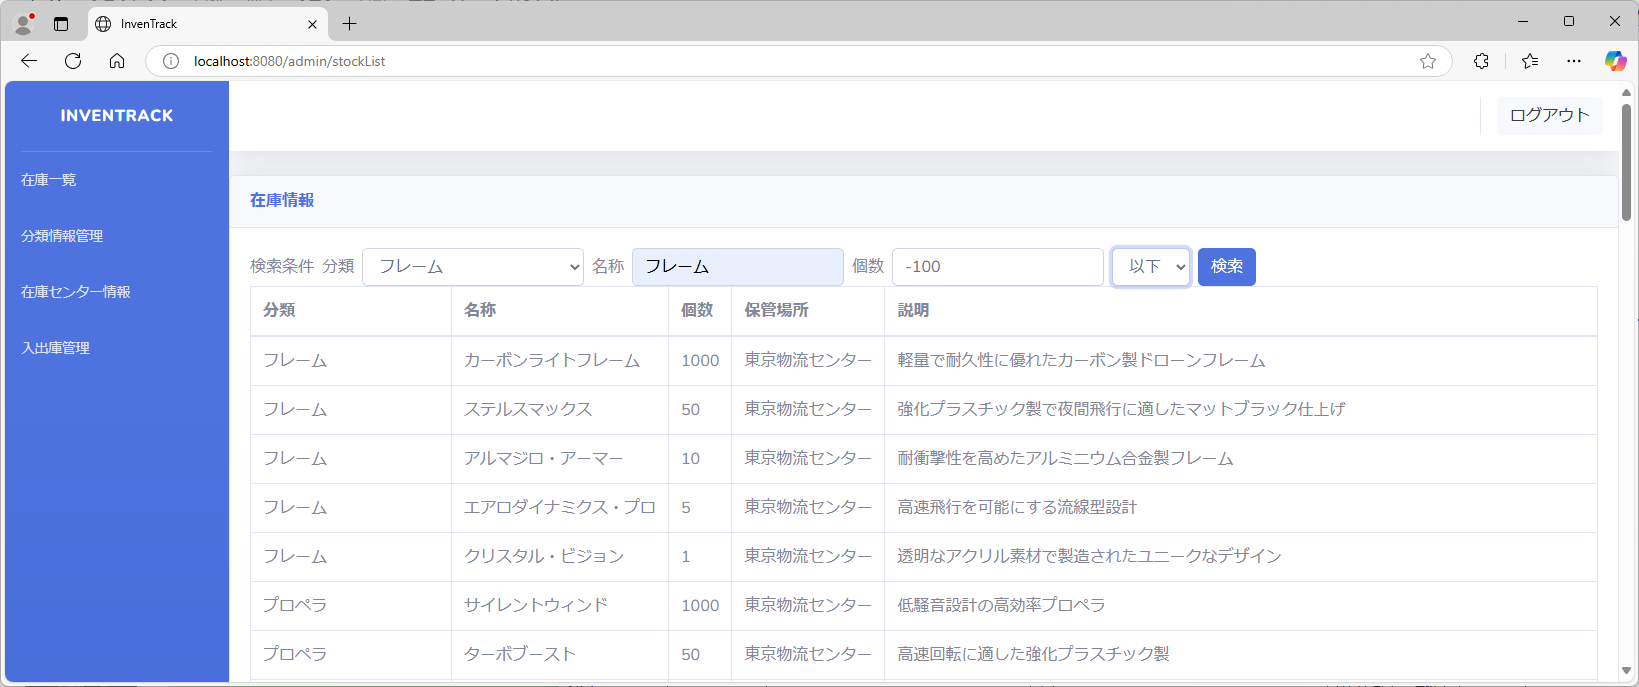 InvenTrack
localhost:8080/admin/stockList
INVENTRACK
ログアウト
在庫一覧
分類情報管理
在庫センター情報
入出庫管理
在庫情報
検索条件 分類 フレーム 名称 フレーム 個数 -100 以下 検索
分類 名称 個数 保管場所 説明
フレーム カーボンライトフレーム 1000 東京物流センター 軽量で耐久性に優れたカーボン製ドローンフレーム
フレーム ステルスマックス 50 東京物流センター 強化プラスチック製で夜間飛行に適したマットブラック仕上げ
フレーム アルマジロ・アーマー 10 東京物流センター 耐衝撃性を高めたアルミニウム合金製フレーム
フレーム エアロダイナミクス・プロ 5 東京物流センター 高速飛行を可能にする流線型設計
フレーム クリスタル・ビジョン 1 東京物流センター 透明なアクリル素材で製造されたユニークなデザイン
プロペラ サイレントウィンド 1000 東京物流センター 低騒音設計の高効率プロペラ
プロペラ ターボブースト 50 東京物流センター 高速回転に適した強化プラスチック製